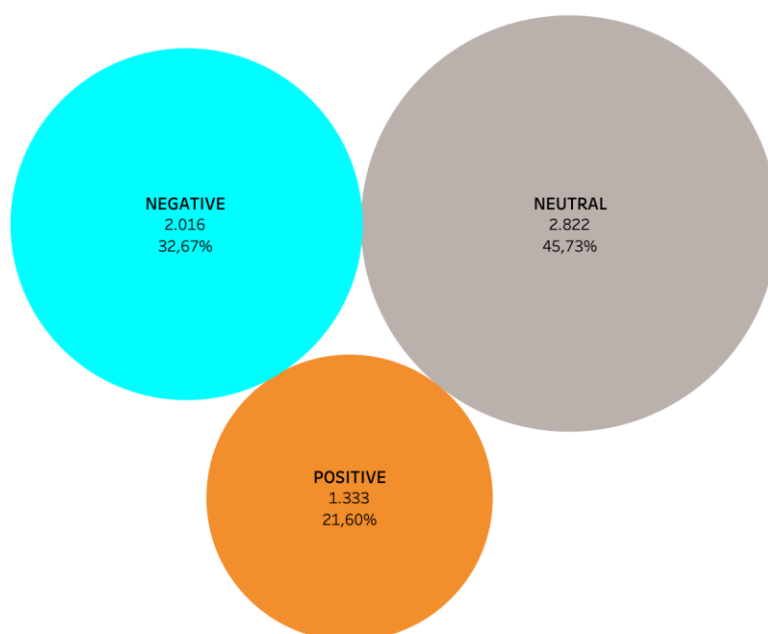 NEGATIVE
2.016
32,67%
NEUTRAL
2.822
45,73%
POSITIVE
1.333
21,60%